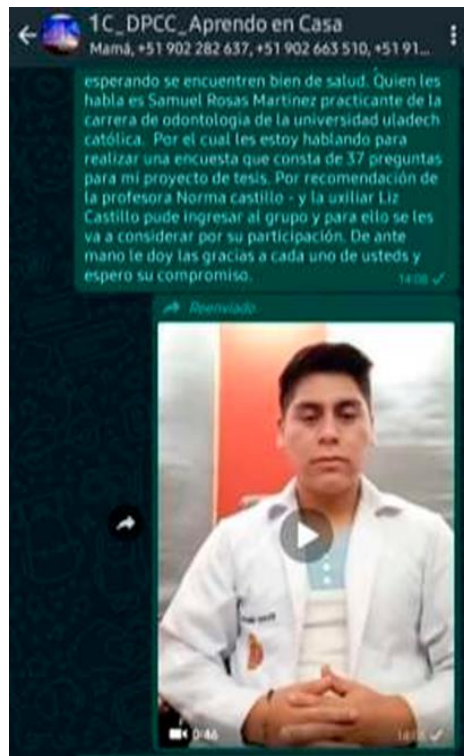 1C_DPCC_Aprendo en Casa
Mamá, +51 902 282 637, +51 902 663 510, +51 91...
esperando se encuentren bien de salud. Quien les
habla es Samuel Rosas Martinez practicante de la
carrera de odontologia de la universidad uladech
católica. Por el cual les estoy hablando para
realizar una encuesta que consta de 37 preguntas
para mi proyecto de tesis. Por recomendación de
la profesora Norma castillo - y la uxiliar Liz
Castillo pude ingresar al grupo y para ello se les
va a considerar por su participación. De ante
mano le doy las gracias a cada uno de usteds y
espero su compromiso.
14:08
Reenviado
0:46
14:08